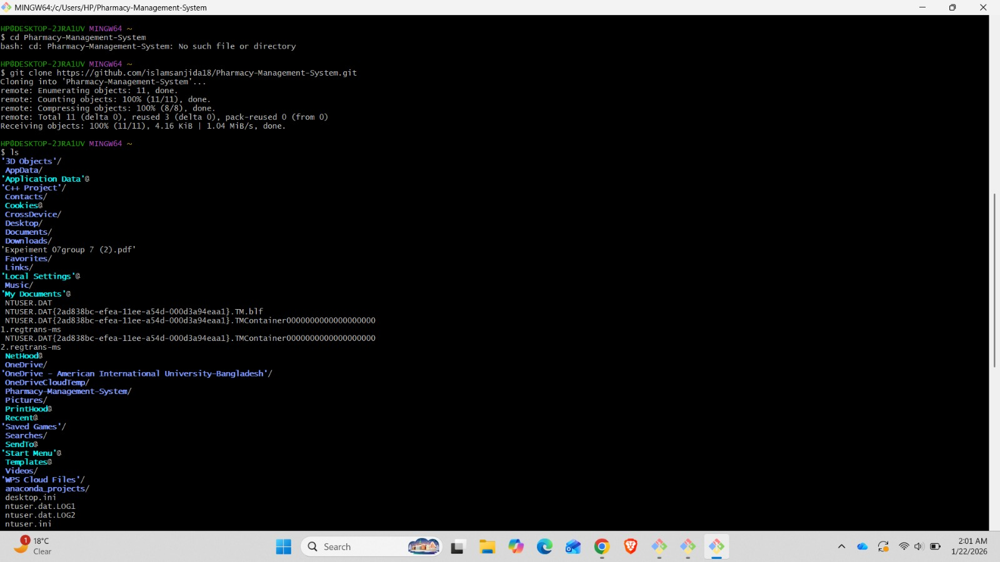 MINGW64:/c/Users/HP/Pharmacy-Management-System
HP@DESKTOP-2JRA1UV MINGW64 ~
$ cd Pharmacy-Management-System
bash: cd: Pharmacy-Management-System: No such file or directory
HP@DESKTOP-2JRA1UV MINGW64 ~
$ git clone https://github.com/islamsanjida18/Pharmacy-Management-System.git
Cloning into 'Pharmacy-Management-System'...
remote: Enumerating objects: 11, done.
remote: Counting objects: 100% (11/11), done.
remote: Compressing objects: 100% (8/8), done.
remote: Total 11 (delta 0), reused 3 (delta 0), pack-reused 0 (from 0)
Receiving objects: 100% (11/11), 4.16 KiB | 1.04 MiB/s, done.
HP@DESKTOP-2JRA1UV MINGW64 ~
$ ls
'3D Objects'/
AppData/
'Application Data'@
'C++ Project'/
Contacts/
Cookies@
CrossDevice/
Desktop/
Documents/
Downloads/
'Expeiment 07group 7 (2).pdf'
Favorites/
Links/
'Local Settings'@
Music/
'My Documents'@
NTUSER.DAT
NTUSER.DAT{2ad838bc-efea-11ee-a54d-000d3a94eaa1}.TM.blf
NTUSER.DAT{2ad838bc-efea-11ee-a54d-000d3a94eaa1}.TMContainer0000000000000000000
1.regtrans-ms
NTUSER.DAT{2ad838bc-efea-11ee-a54d-000d3a94eaa1}.TMContainer0000000000000000000
2.regtrans-ms
NetHood@
OneDrive/
'OneDrive - American International University-Bangladesh'/
OneDriveCloudTemp/
Pharmacy-Management-System/
Pictures/
PrintHood@
Recent@
'Saved Games'/
Searches/
SendTo@
'Start Menu'@
Templates@
Videos/
'WPS Cloud Files'/
anaconda_projects/
desktop.ini
ntuser.dat.LOG1
ntuser.dat.LOG2
ntuser.ini
1
18°C
Clear
Search
2:01 AM
1/22/2026